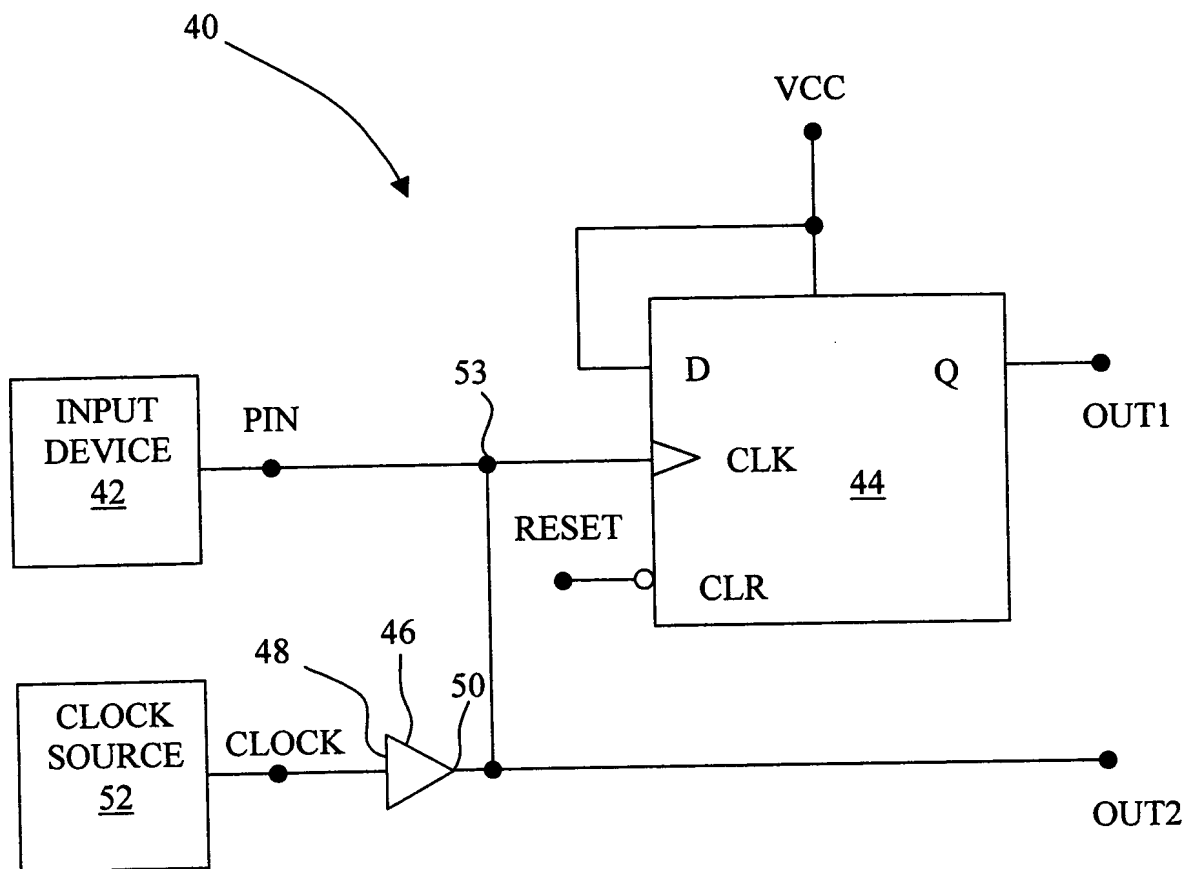 40
VCC
53
D
Q
INPUT
DEVICE
42
PIN
OUT1
CLK
44
RESET
CLR
46
48
50
CLOCK
SOURCE
52
CLOCK
OUT2